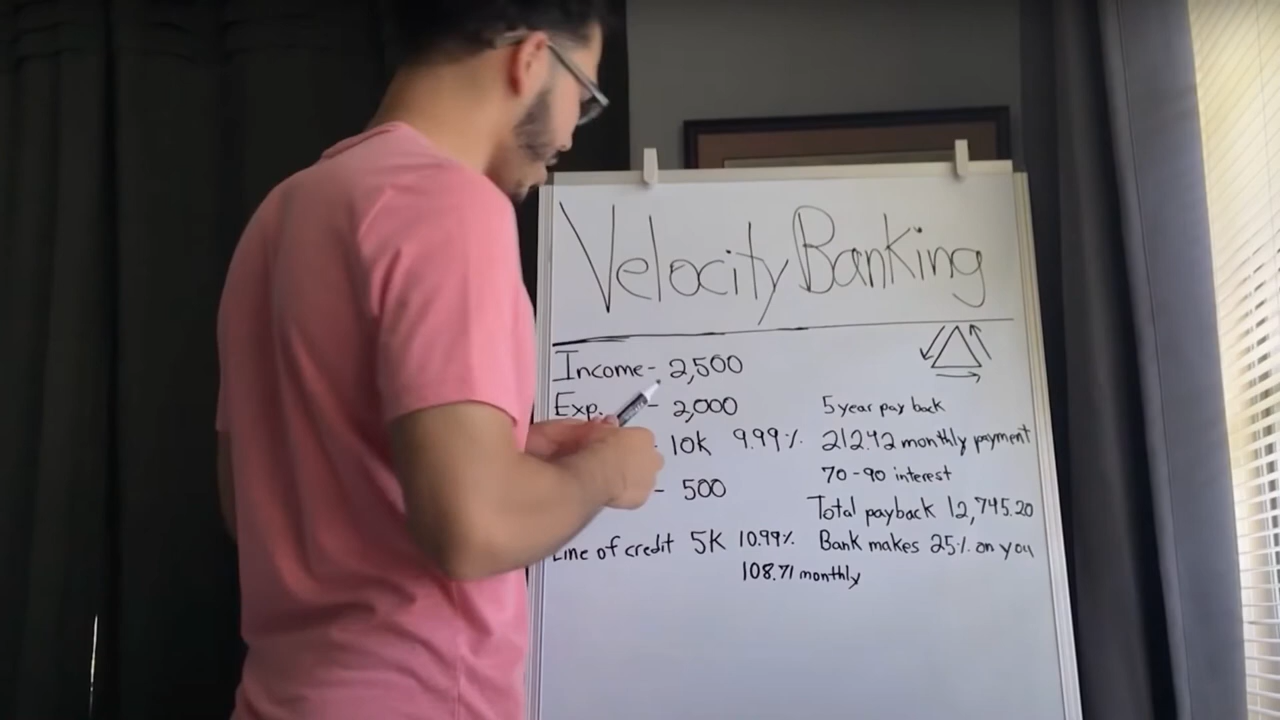 Velocity Banking
Income - 2,500
Exp. - 2,000
5 year pay back
- 10K 9.99%
212.42 monthly payment
70-90 interest
- 500
Total payback 12,745.20
Line of credit 5K 10.99%
Bank makes 25% on you
108.71 monthly